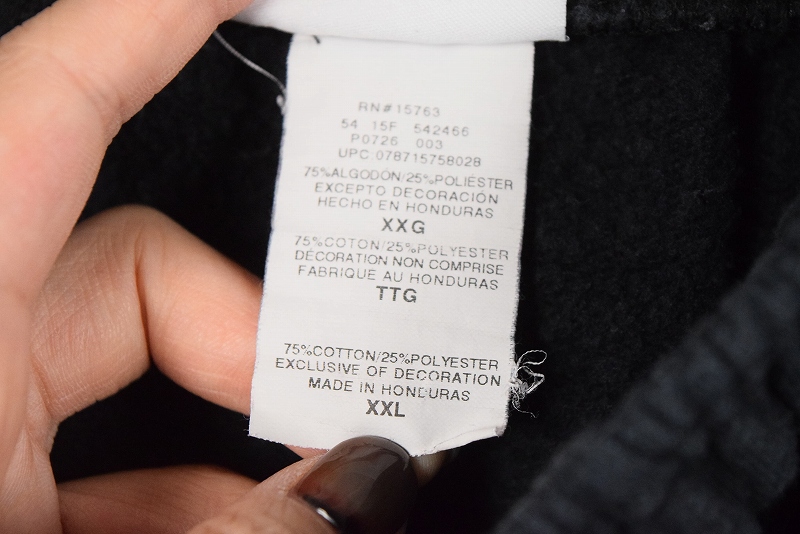 RN#15763
54 15F 542466
P0726 003
UPC 078715758028
75%ALGODÓN/25%POLIÉSTER
EXCEPTO DECORACIÓN
HECHO EN HONDURAS
XXG
75%COTON/25%POLYESTER
DÉCORATION NON COMPRISE
FABRIQUE AU HONDURAS
TTG
75%COTTON/25%POLYESTER
EXCLUSIVE OF DECORATION
MADE IN HONDURAS
XXL